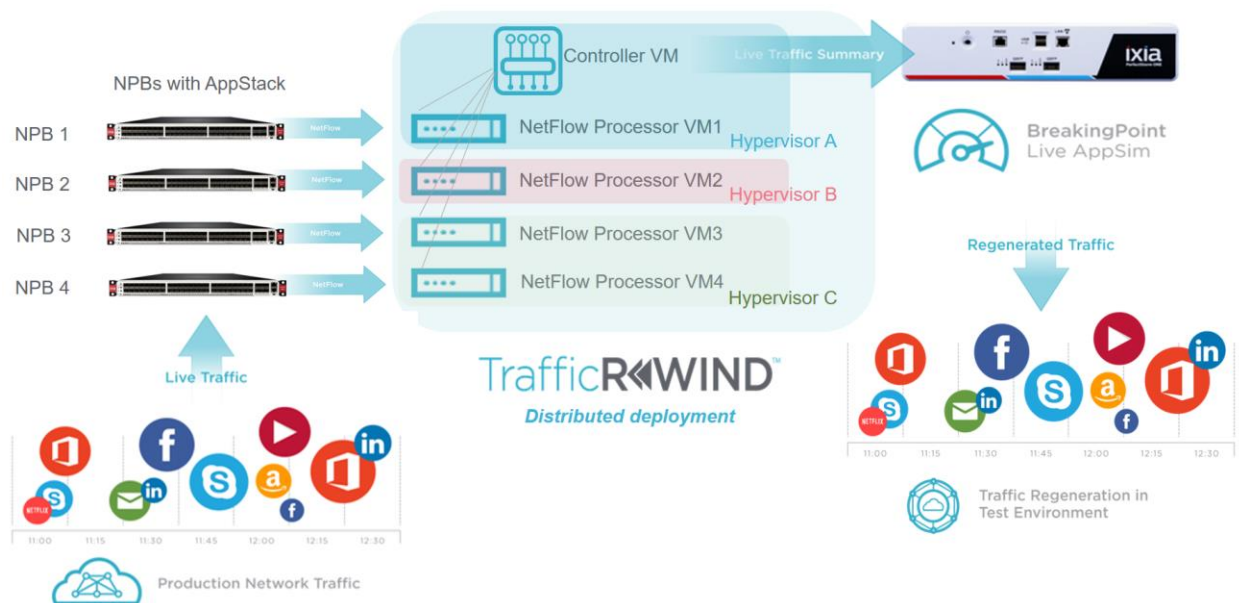 Controller VM
Live Traffic Summary
ixia
NPBs with AppStack
NPB 1
NetFlow
NetFlow Processor VM1
Hypervisor A
BreakingPoint
Live AppSim
NPB 2
NetFlow
NetFlow Processor VM2
Hypervisor B
NPB 3
NetFlow
NetFlow Processor VM3
Regenerated Traffic
NPB 4
NetFlow
NetFlow Processor VM4
Hypervisor C
TrafficREWIND™
Distributed deployment
Live Traffic
NETFLIX
11:00 11:15 11:30 11:45 12:00 12:15 12:30
Production Network Traffic
NETFLIX
11:00 11:15 11:30 11:45 12:00 12:15 12:30
Traffic Regeneration in
Test Environment